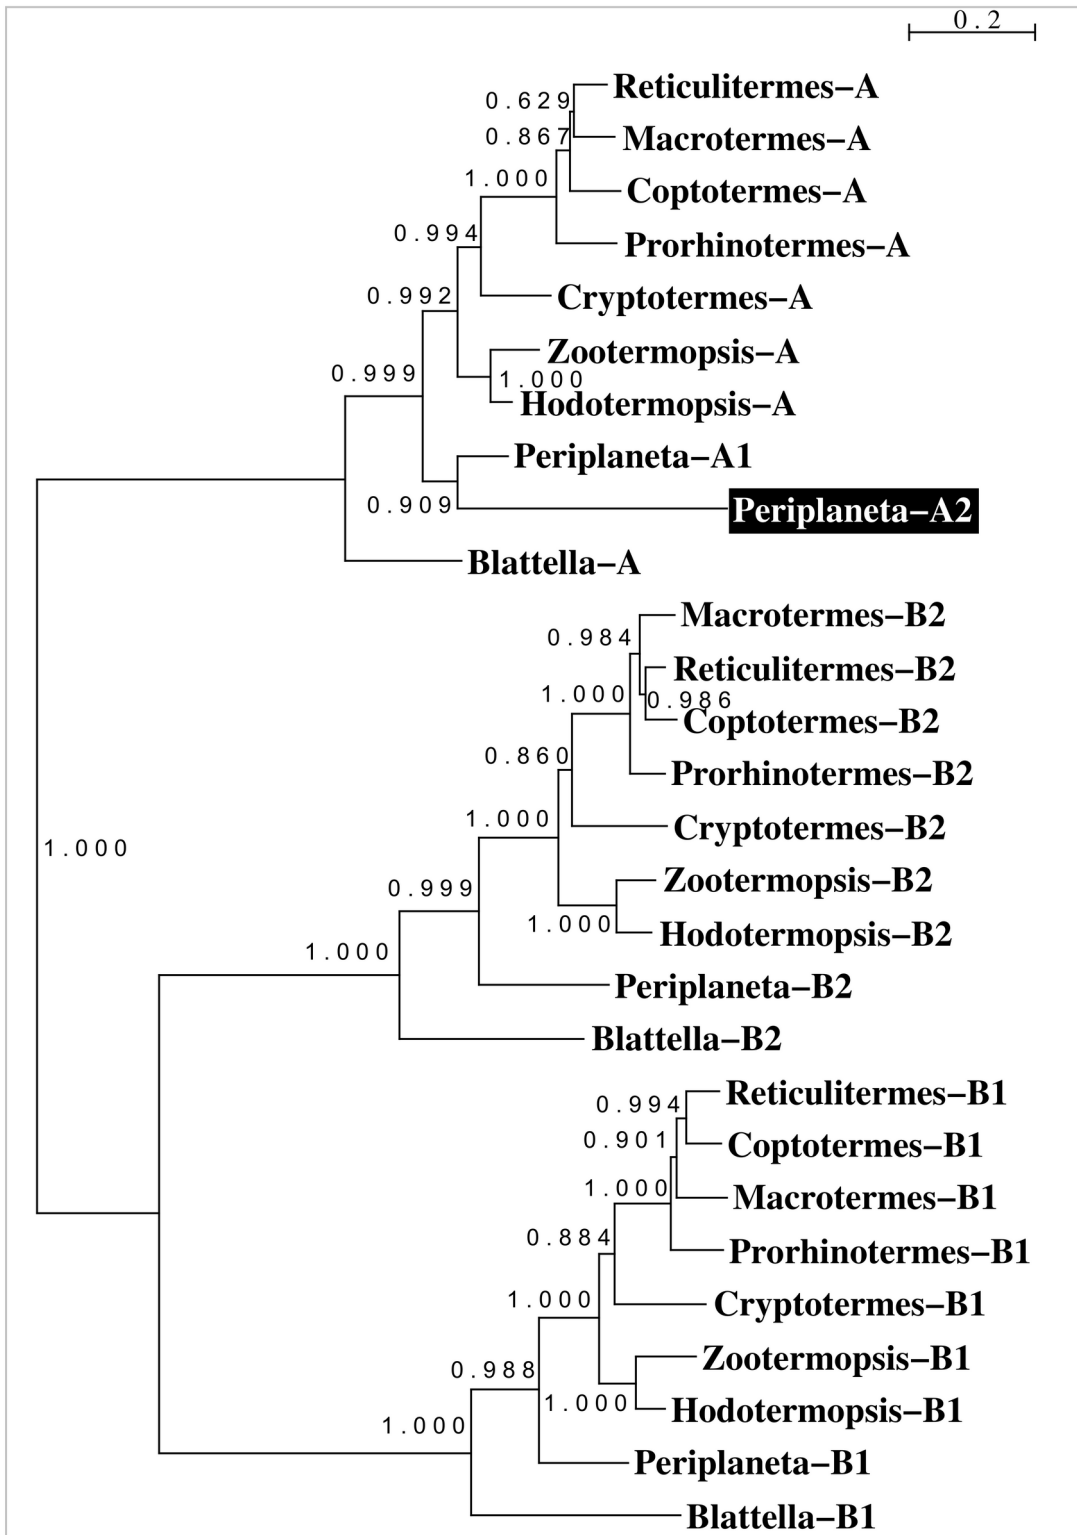 0.2
Reticulitermes–A
0.629
Macrotermes–A
0.867
1.000
Coptotermes–A
0.994
Prorhinotermes–A
0.992
Cryptotermes–A
Zootermopsis–A
0.999
1.000
Hodotermopsis–A
Periplaneta–A1
0.909
Periplaneta–A2
Blattella–A
Macrotermes–B2
0.984
Reticulitermes–B2
1.000
0.986
Coptotermes–B2
0.860
Prorhinotermes–B2
1.000
Cryptotermes–B2
1.000
Zootermopsis–B2
0.999
1.000
Hodotermopsis–B2
1.000
Periplaneta–B2
Blattella–B2
Reticulitermes–B1
0.994
0.901
Coptotermes–B1
1.000
Macrotermes–B1
0.884
Prorhinotermes–B1
1.000
Cryptotermes–B1
Zootermopsis–B1
0.988
1.000
Hodotermopsis–B1
1.000
Periplaneta–B1
Blattella–B1